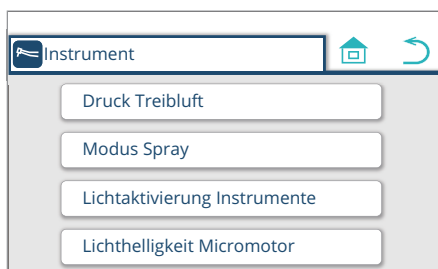 Instrument
Druck Treibluft
Modus Spray
Lichtaktivierung Instrumente
Lichthelligkeit Micromotor